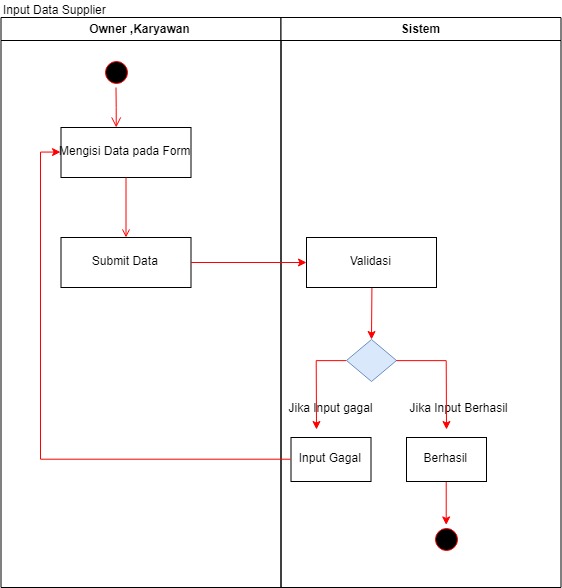 Input Data Supplier
Owner ,Karyawan
Sistem
Mengisi Data pada Form
Submit Data
Validasi
Jika Input gagal
Jika Input Berhasil
Input Gagal
Berhasil